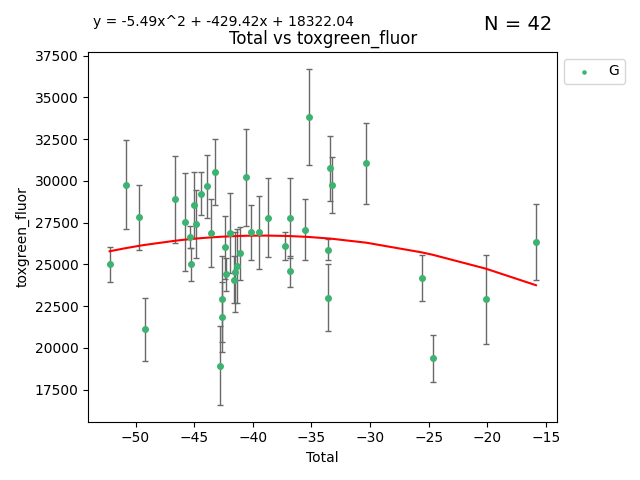 y = -5.49x^2 + -429.42x + 18322.04
N = 42
Total vs toxgreen_fluor
G
toxgreen_fluor
37500
35000
32500
30000
27500
25000
22500
20000
17500
−50 −45 −40 −35 −30 −25 −20 −15
Total